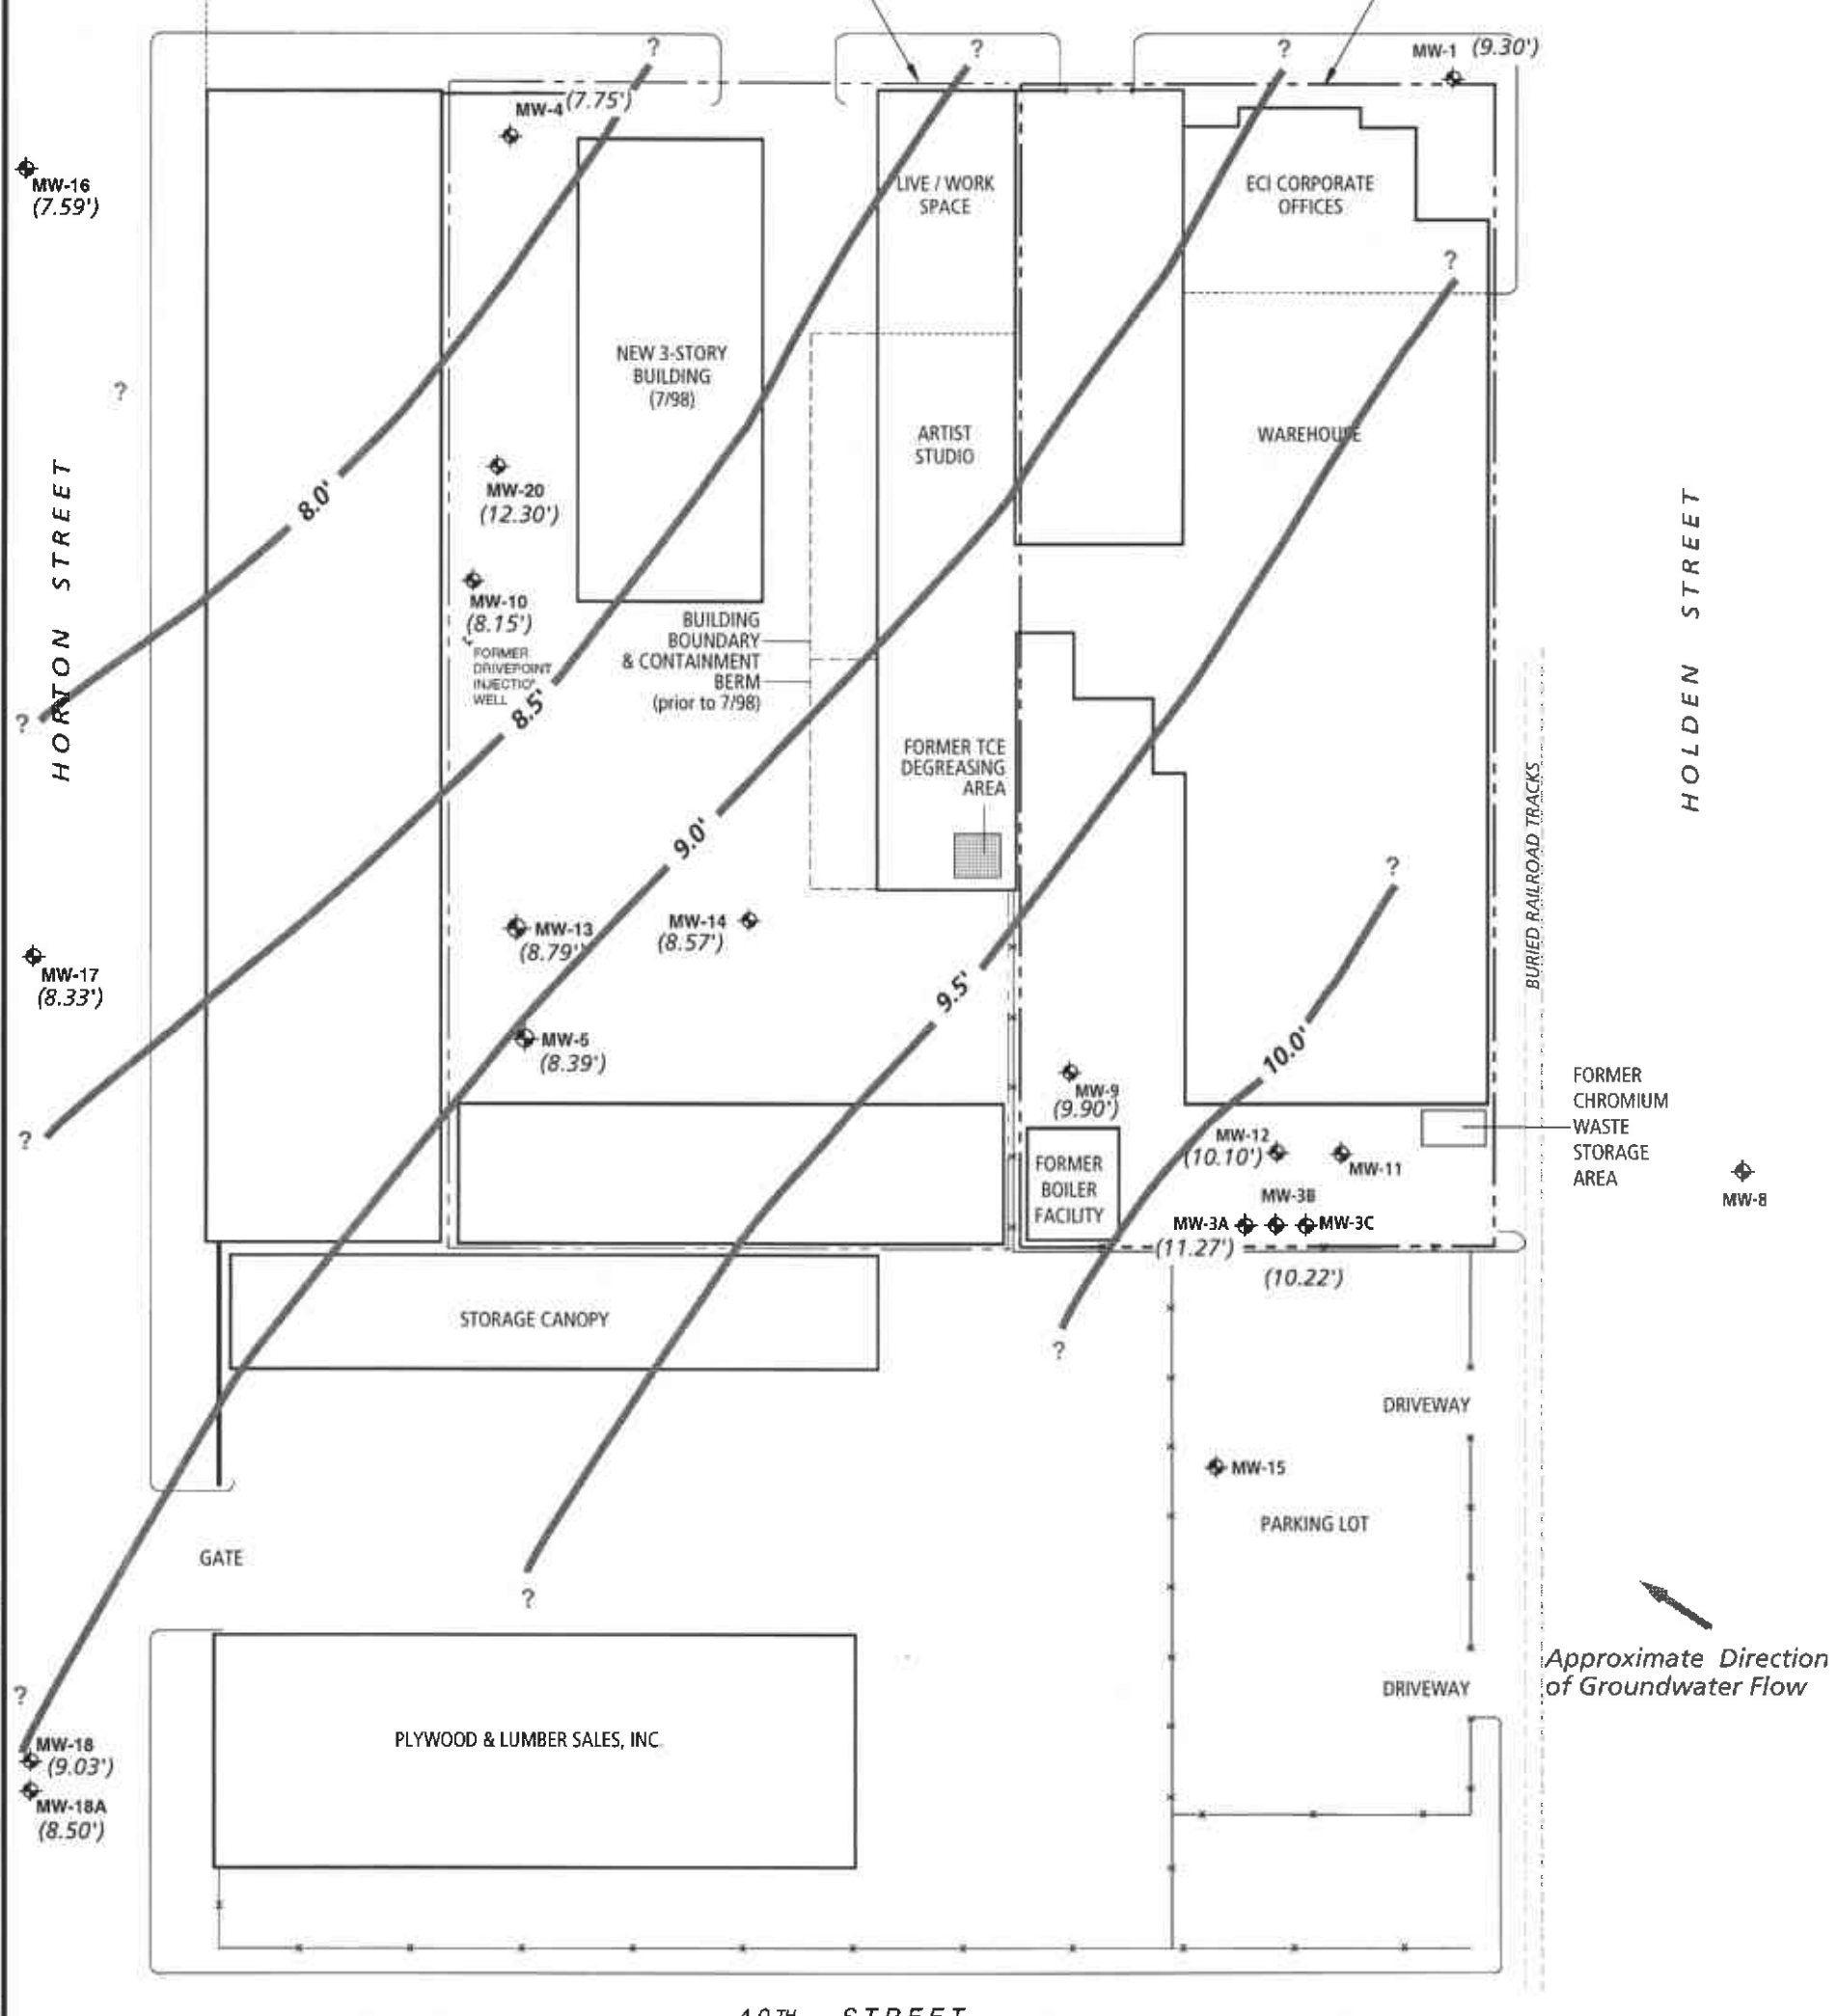 ?
?
?
MW-1 (9.30')
MW-4 (7.75')
MW-16
(7.59')
LIVE / WORK
SPACE
ECI CORPORATE
OFFICES
?
NEW 3-STORY
BUILDING
(7/98)
?
ARTIST
STUDIO
WAREHOUSE
HORTON STREET
HOLDEN STREET
8.0'
MW-20
(12.30')
MW-10
(8.15')
FORMER
DRIVEPOINT
INJECTION
WELL
BUILDING
BOUNDARY
& CONTAINMENT
BERM
(prior to 7/98)
?
8.5'
FORMER TCE
DEGREASING
AREA
9.0'
BURIED RAILROAD TRACKS
?
MW-13
(8.79')
MW-14
(8.57')
MW-17
(8.33')
9.5'
MW-5
(8.39')
10.0'
?
MW-9
(9.90')
FORMER
CHROMIUM
WASTE
STORAGE
AREA
MW-12
(10.10')
MW-11
MW-8
FORMER
BOILER
FACILITY
MW-3B
MW-3A
MW-3C
(11.27')
(10.22')
STORAGE CANOPY
?
DRIVEWAY
MW-15
PARKING LOT
GATE
?
Approximate Direction
of Groundwater Flow
DRIVEWAY
?
PLYWOOD & LUMBER SALES, INC.
MW-18
(9.03')
MW-18A
(8.50')
STREET